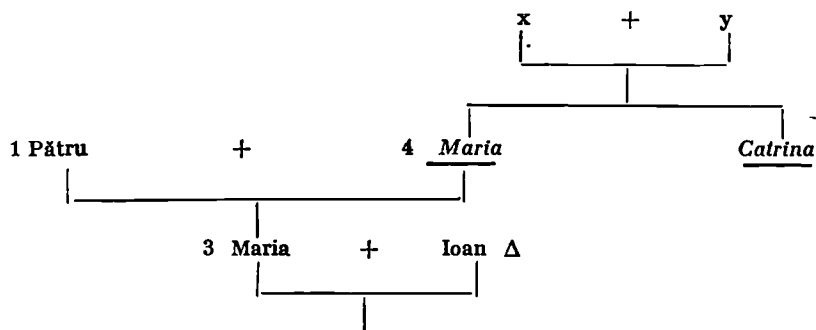 x + y
1 Pătru + 4 Maria Catrina
3 Maria + Ioan Δ